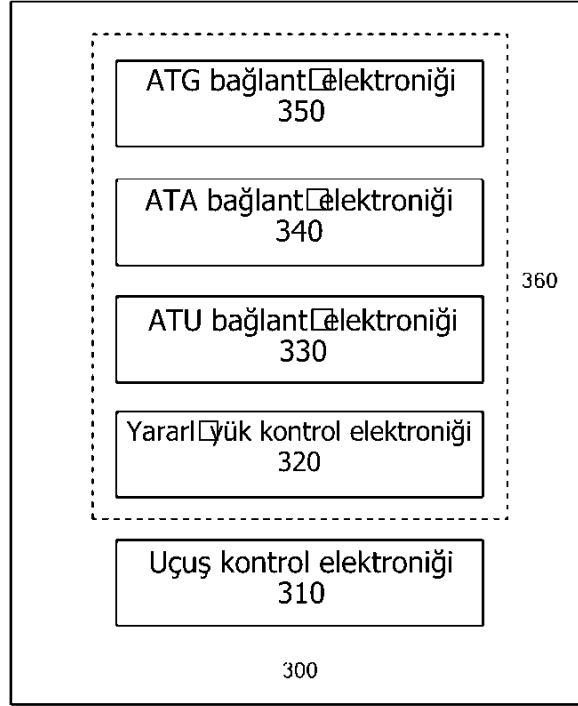 ATG bağlant□elektroniği
350
ATA bağlant□elektroniği
340
360
ATU bağlant□elektroniği
330
Yararl□yük kontrol elektroniği
320
Uçuş kontrol elektroniği
310
300